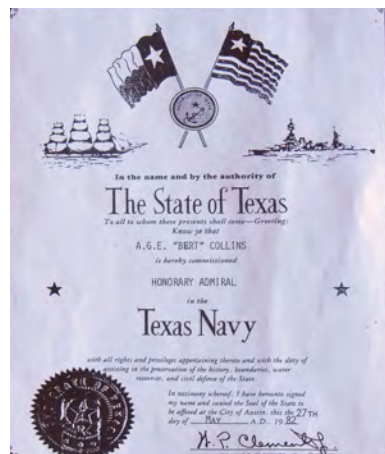 In the name and by the authority of
The State of Texas
To all to whom these presents shall come—Greeting:
Know ye that
A.G.E. "BERT" COLLINS
is hereby commissioned
HONORARY ADMIRAL
in the
Texas Navy
with all rights and privileges appertaining thereto and with the duty of
assisting in the preservation of the history, boundaries, water
resources, and civil defense of the State.
In testimony whereof, I have hereunto signed
my name and caused the Seal of the State to
be affixed at the City of Austin, this the 27TH
day of MAY A.D., 1982